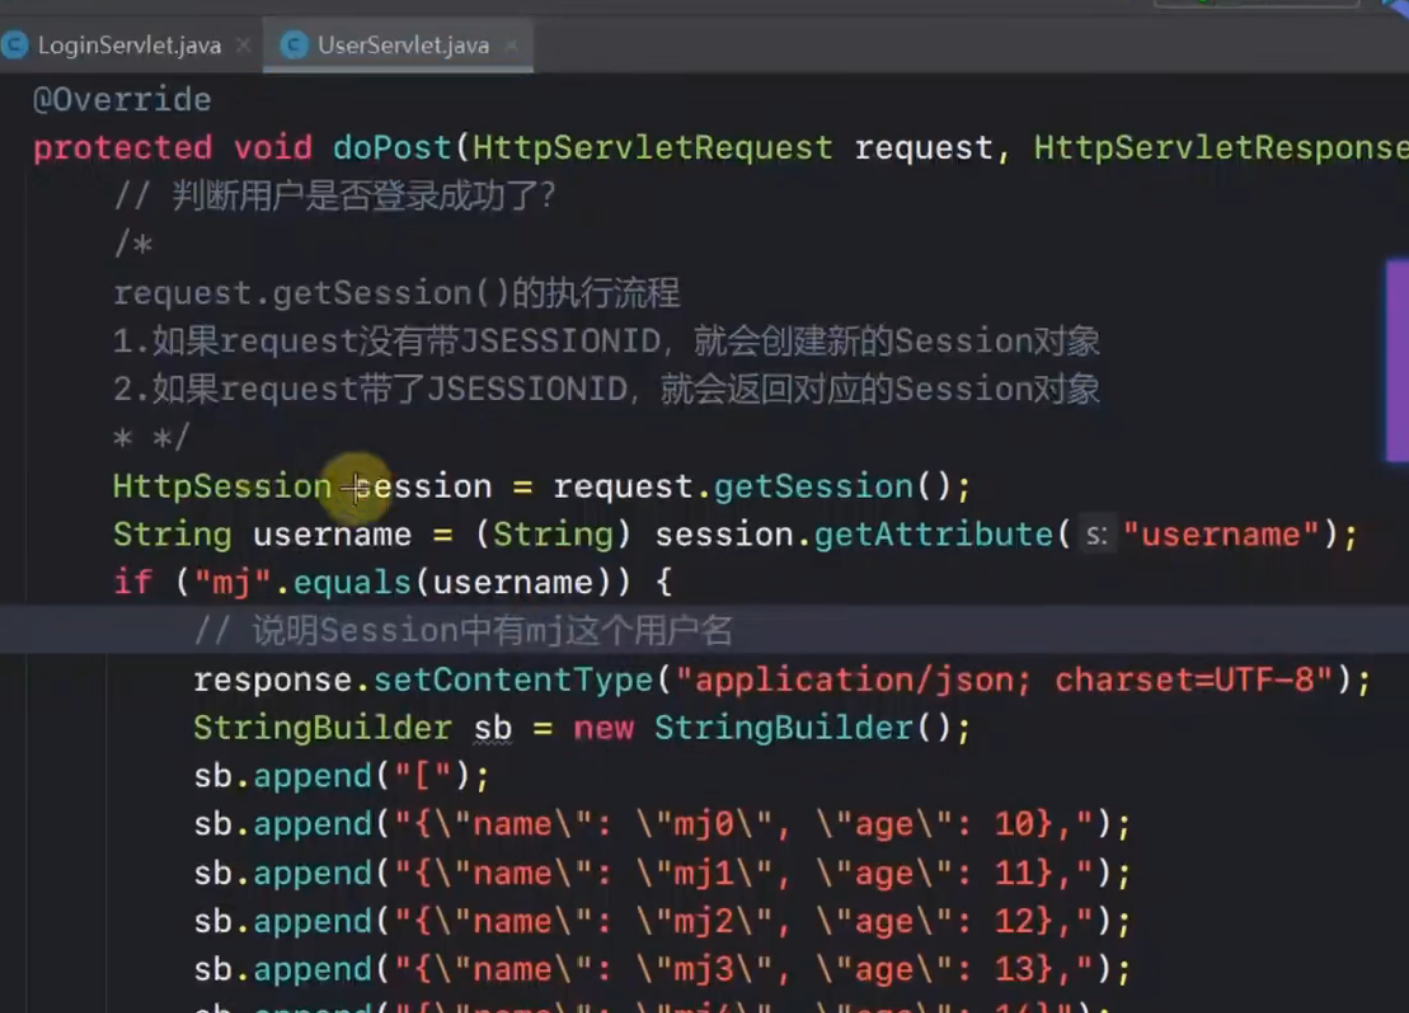 LoginServlet.java
UserServlet.java
@Override
protected void doPost(HttpServletRequest request, HttpServletResponse
// 判断用户是否登录成功了?
/*
request.getSession()的执行流程
1.如果request没有带JSESSIONID, 就会创建新的Session对象
2.如果request带了JSESSIONID, 就会返回对应的Session对象
* */
HttpSession session = request.getSession();
String username = (String) session.getAttribute( s: "username");
if ("mj".equals(username)) {
// 说明Session中有mj这个用户名
response.setContentType("application/json; charset=UTF-8");
StringBuilder sb = new StringBuilder();
sb.append("[");
sb.append("{\"name\": \"mj0\", \"age\": 10},");
sb.append("{\"name\": \"mj1\", \"age\": 11},");
sb.append("{\"name\": \"mj2\", \"age\": 12},");
sb.append("{\"name\": \"mj3\", \"age\": 13},");